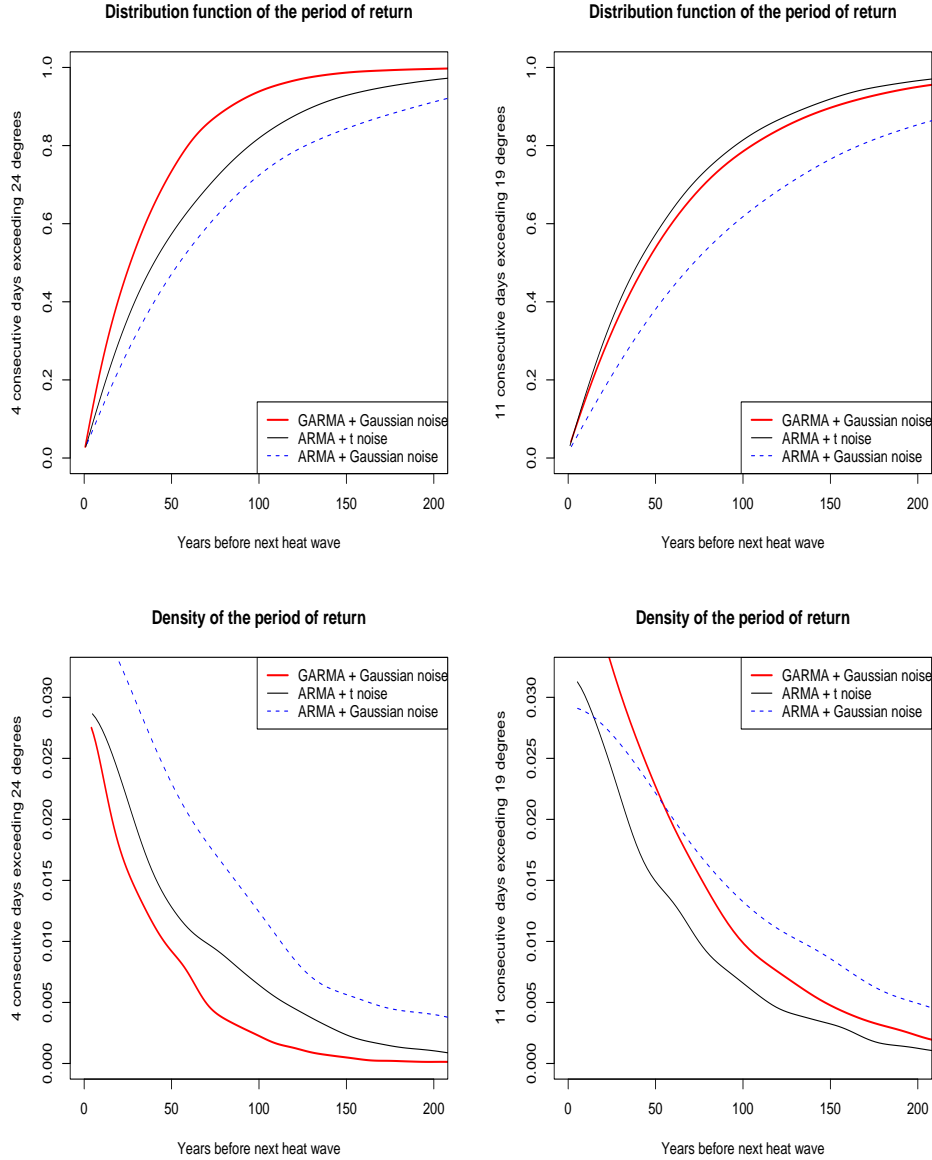 Distribution function of the period of return
4 consecutive days exceeding 24 degrees
0.0 0.2 0.4 0.6 0.8 1.0
GARMA + Gaussian noise
ARMA + t noise
ARMA + Gaussian noise
0 50 100 150 200
Years before next heat wave
Distribution function of the period of return
11 consecutive days exceeding 19 degrees
0.0 0.2 0.4 0.6 0.8 1.0
GARMA + Gaussian noise
ARMA + t noise
ARMA + Gaussian noise
0 50 100 150 200
Years before next heat wave
Density of the period of return
4 consecutive days exceeding 24 degrees
0.000 0.005 0.010 0.015 0.020 0.025 0.030
GARMA + Gaussian noise
ARMA + t noise
ARMA + Gaussian noise
0 50 100 150 200
Years before next heat wave
Density of the period of return
11 consecutive days exceeding 19 degrees
0.000 0.005 0.010 0.015 0.020 0.025 0.030
GARMA + Gaussian noise
ARMA + t noise
ARMA + Gaussian noise
0 50 100 150 200
Years before next heat wave